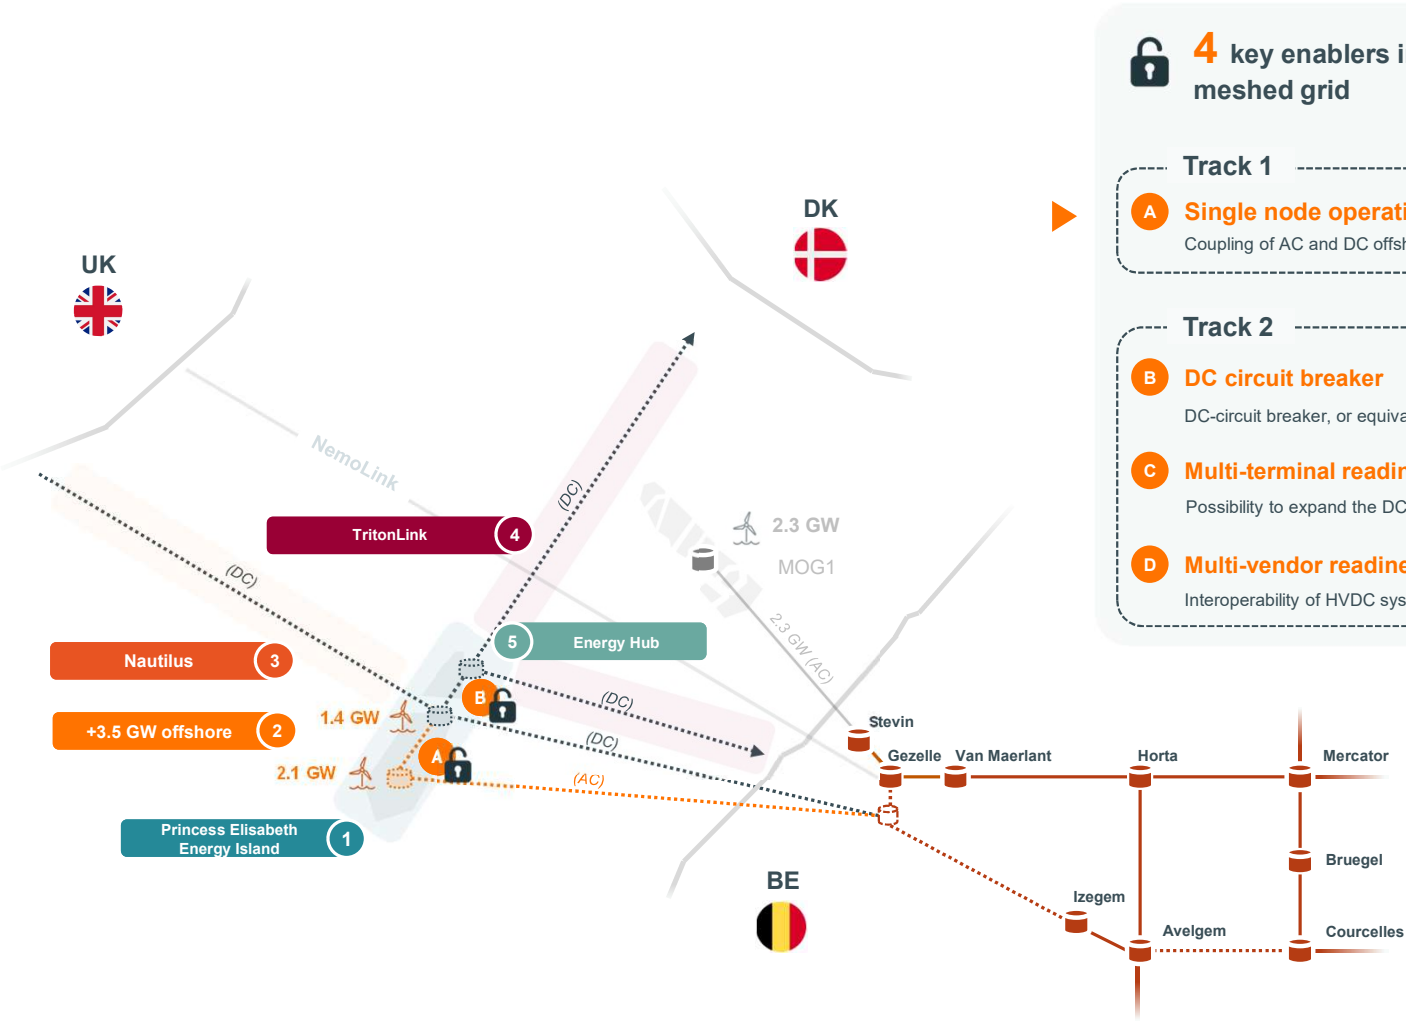 4 key enablers i
meshed grid
Track 1
A Single node operati
Coupling of AC and DC offsh
Track 2
B DC circuit breaker
DC-circuit breaker, or equiva
C Multi-terminal readin
Possibility to expand the DC
D Multi-vendor readine
Interoperability of HVDC sys
DK
UK
NemoLink
(DC)
TritonLink 4
2.3 GW
MOG1
(DC)
2.3 GW (AC)
5 Energy Hub
Nautilus 3
B
(DC)
1.4 GW
+3.5 GW offshore 2
(DC)
A
2.1 GW
(AC)
Princess Elisabeth
Energy Island
1
Stevin
Gezelle
Van Maerlant
Horta
Mercator
Bruegel
BE
Izegem
Avelgem
Courcelles